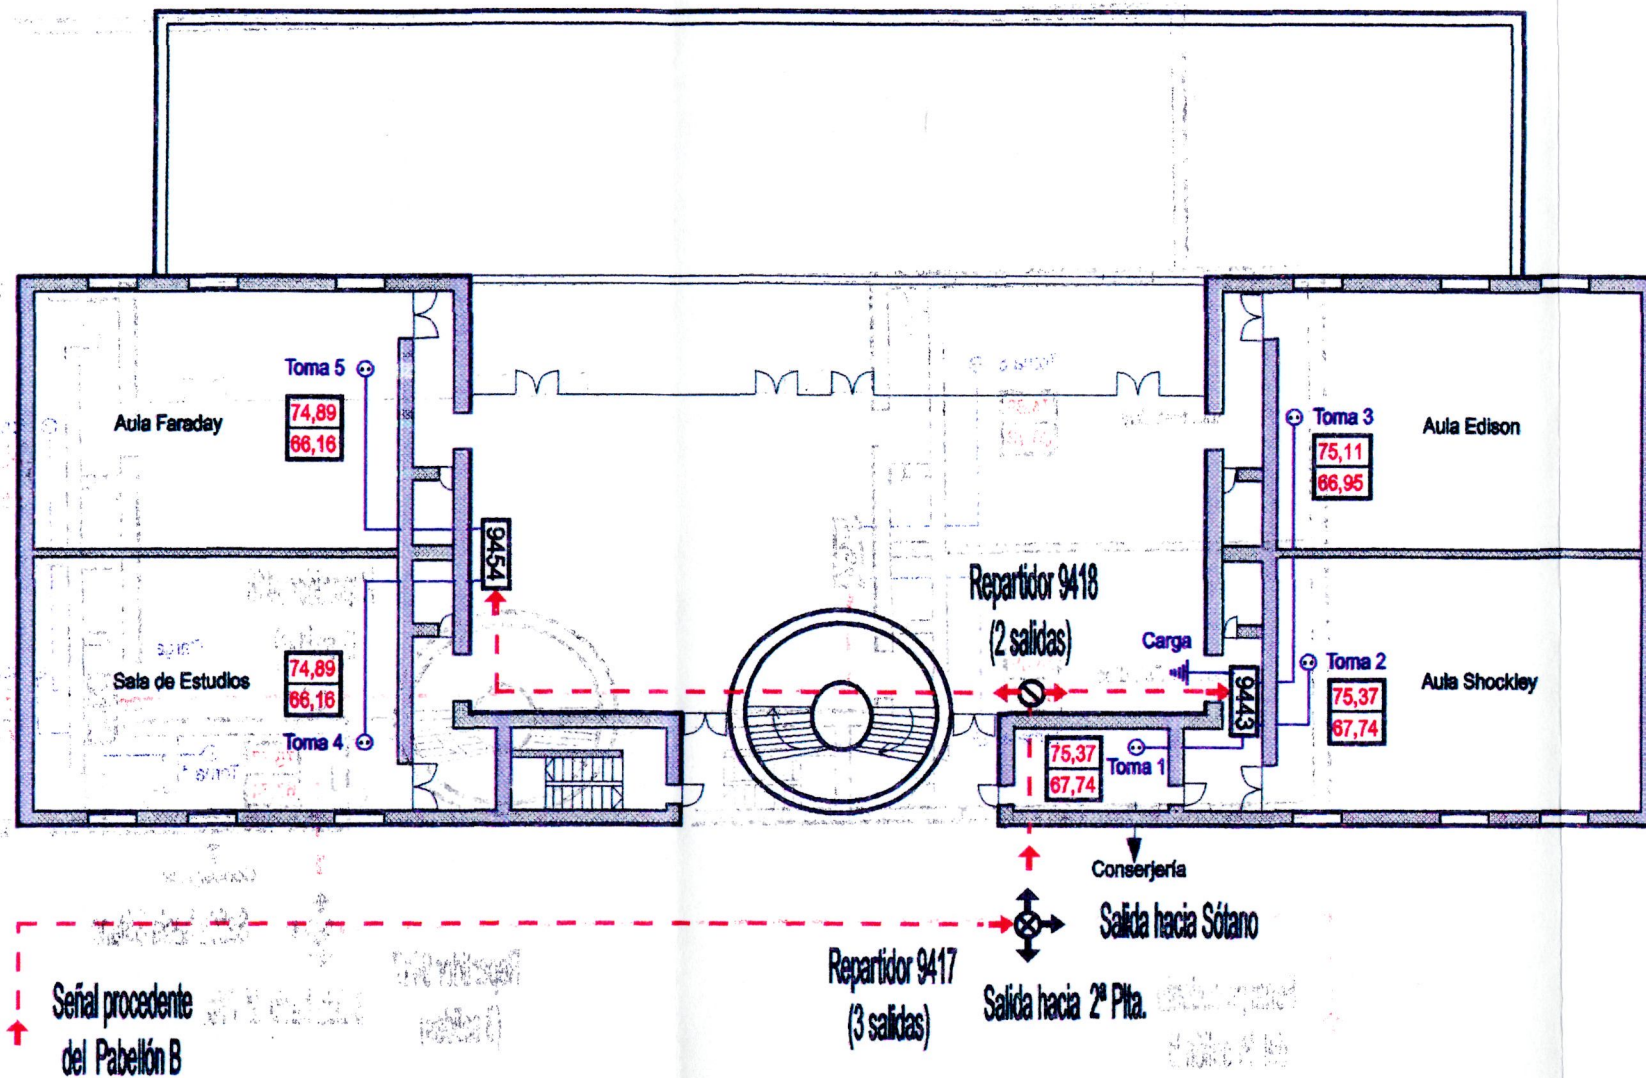 Toma 5
74,89
66,16
Aula Faraday
Toma 3
75,11
66,95
Aula Edison
9454
Repartidor 9418
(2 salidas)
Carga
9443
Toma 2
75,37
67,74
Aula Shockley
Sala de Estudios
74,89
66,16
Toma 4
75,37
67,74
Toma 1
Conserjería
Salida hacia Sótano
Repartidor 9417
(3 salidas)
Salida hacia 2ª Plta.
Señal procedente
del Pabellón B